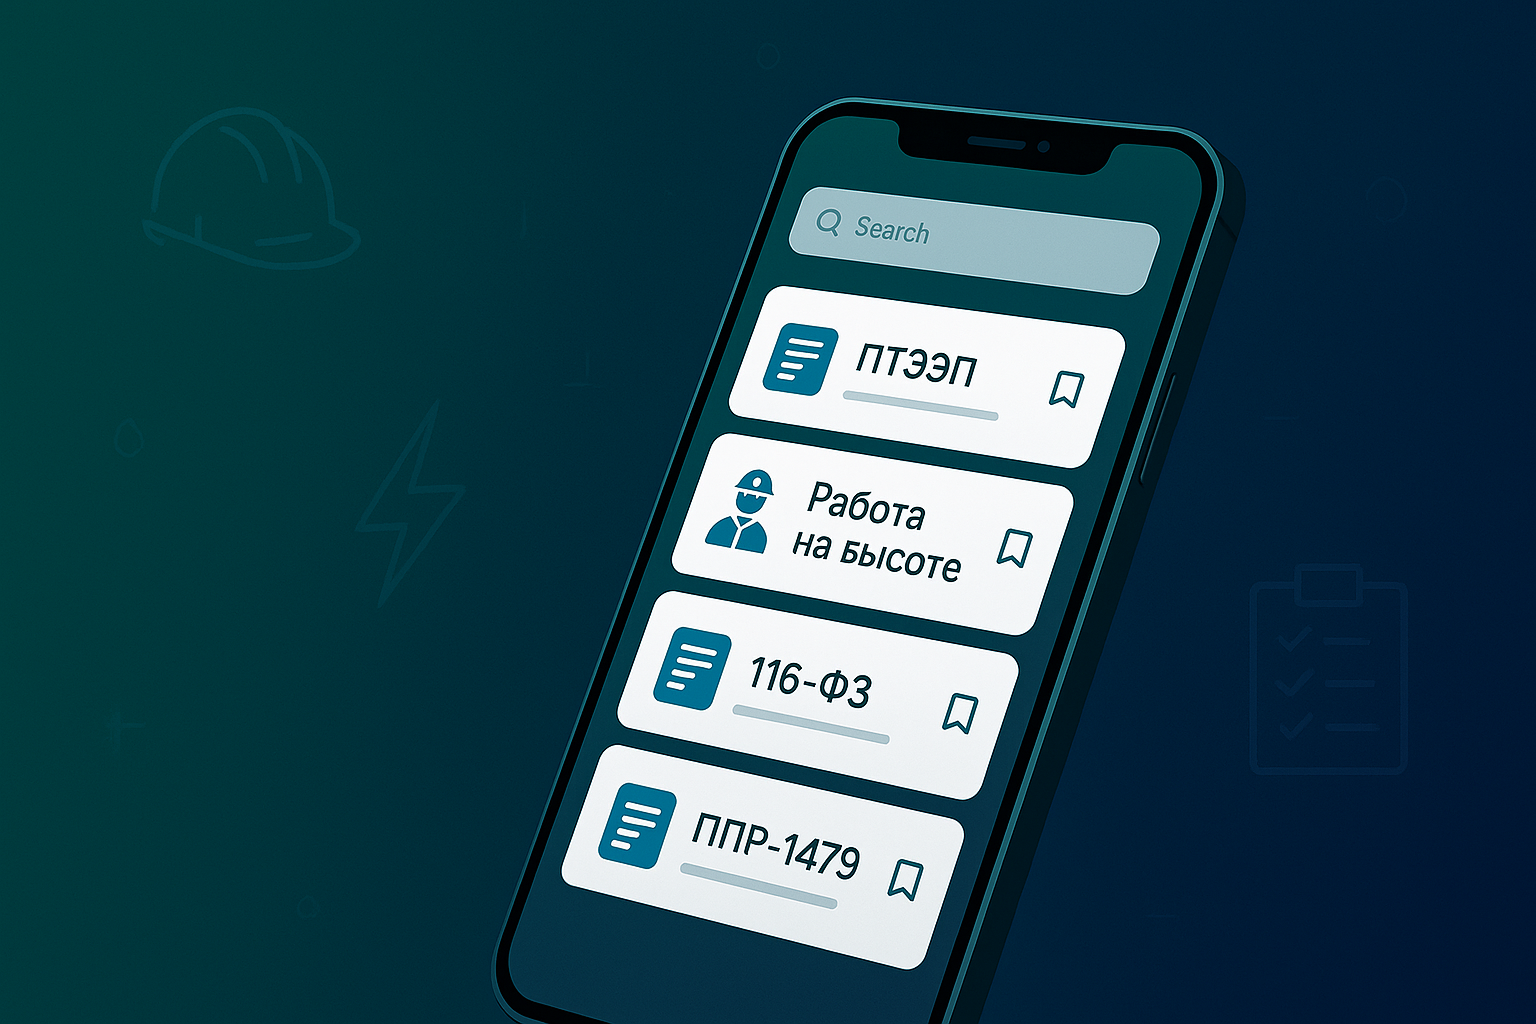 Search
ПТЭЭП
Работа
на высоте
116-ФЗ
ППР-1479